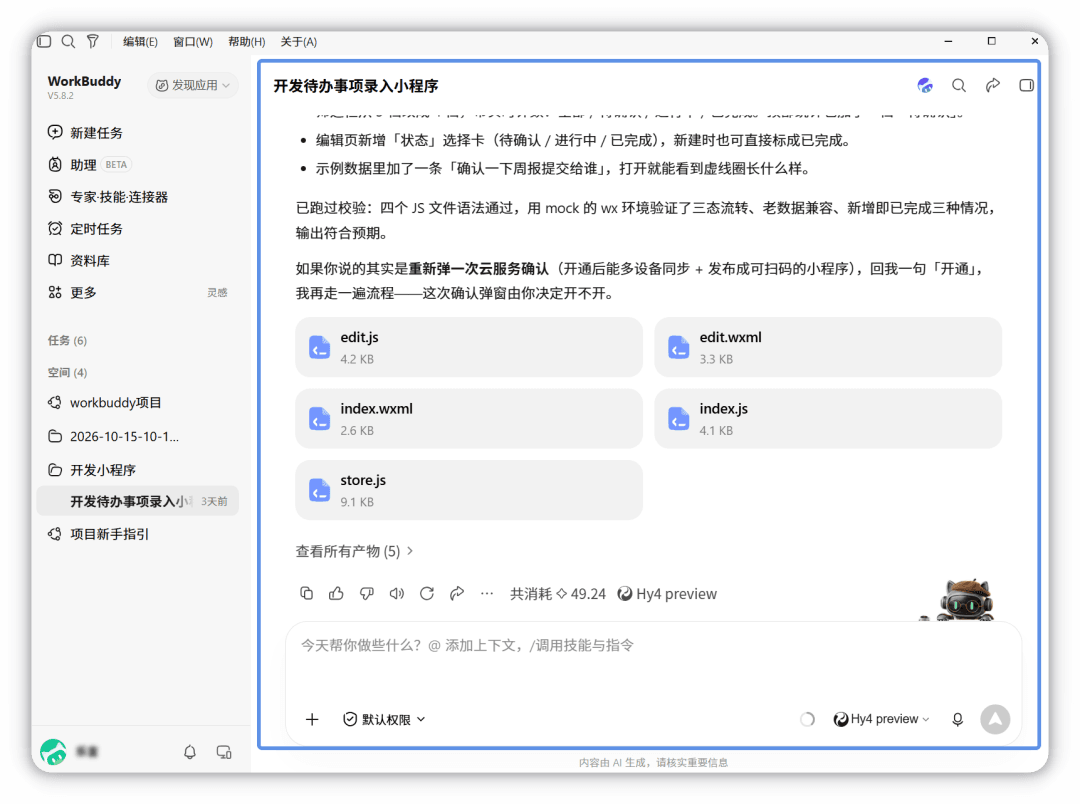 编辑(E) 窗口(W) 帮助(H) 关于(A)
WorkBuddy
V5.8.2
发现应用
新建任务
助理 BETA
专家·技能·连接器
定时任务
资料库
更多 灵感
任务 (6)
空间 (4)
workbuddy项目
2026-10-15-10-1...
开发小程序
开发待办事项录入小 3天前
项目新手指引
开发待办事项录入小程序
编辑页新增「状态」选择卡（待确认 / 进行中 / 已完成），新建时也可直接标成已完成。
示例数据里加了一条「确认一下周报提交给谁」，打开就能看到虚线圈长什么样。
已跑过校验：四个 JS 文件语法通过，用 mock 的 wx 环境验证了三态流转、老数据兼容、新增即已完成三种情况，
输出符合预期。
如果你说的其实是重新弹一次云服务确认（开通后能多设备同步 + 发布成可扫码的小程序），回我一句「开通」，
我再走一遍流程——这次确认弹窗由你决定开不开。
edit.js
4.2 KB
edit.wxml
3.3 KB
index.wxml
2.6 KB
index.js
4.1 KB
store.js
9.1 KB
查看所有产物 (5)
共消耗 49.24 Hy4 preview
今天帮你做些什么？@ 添加上下文，/调用技能与指令
默认权限 Hy4 preview
内容由 AI 生成，请核实重要信息